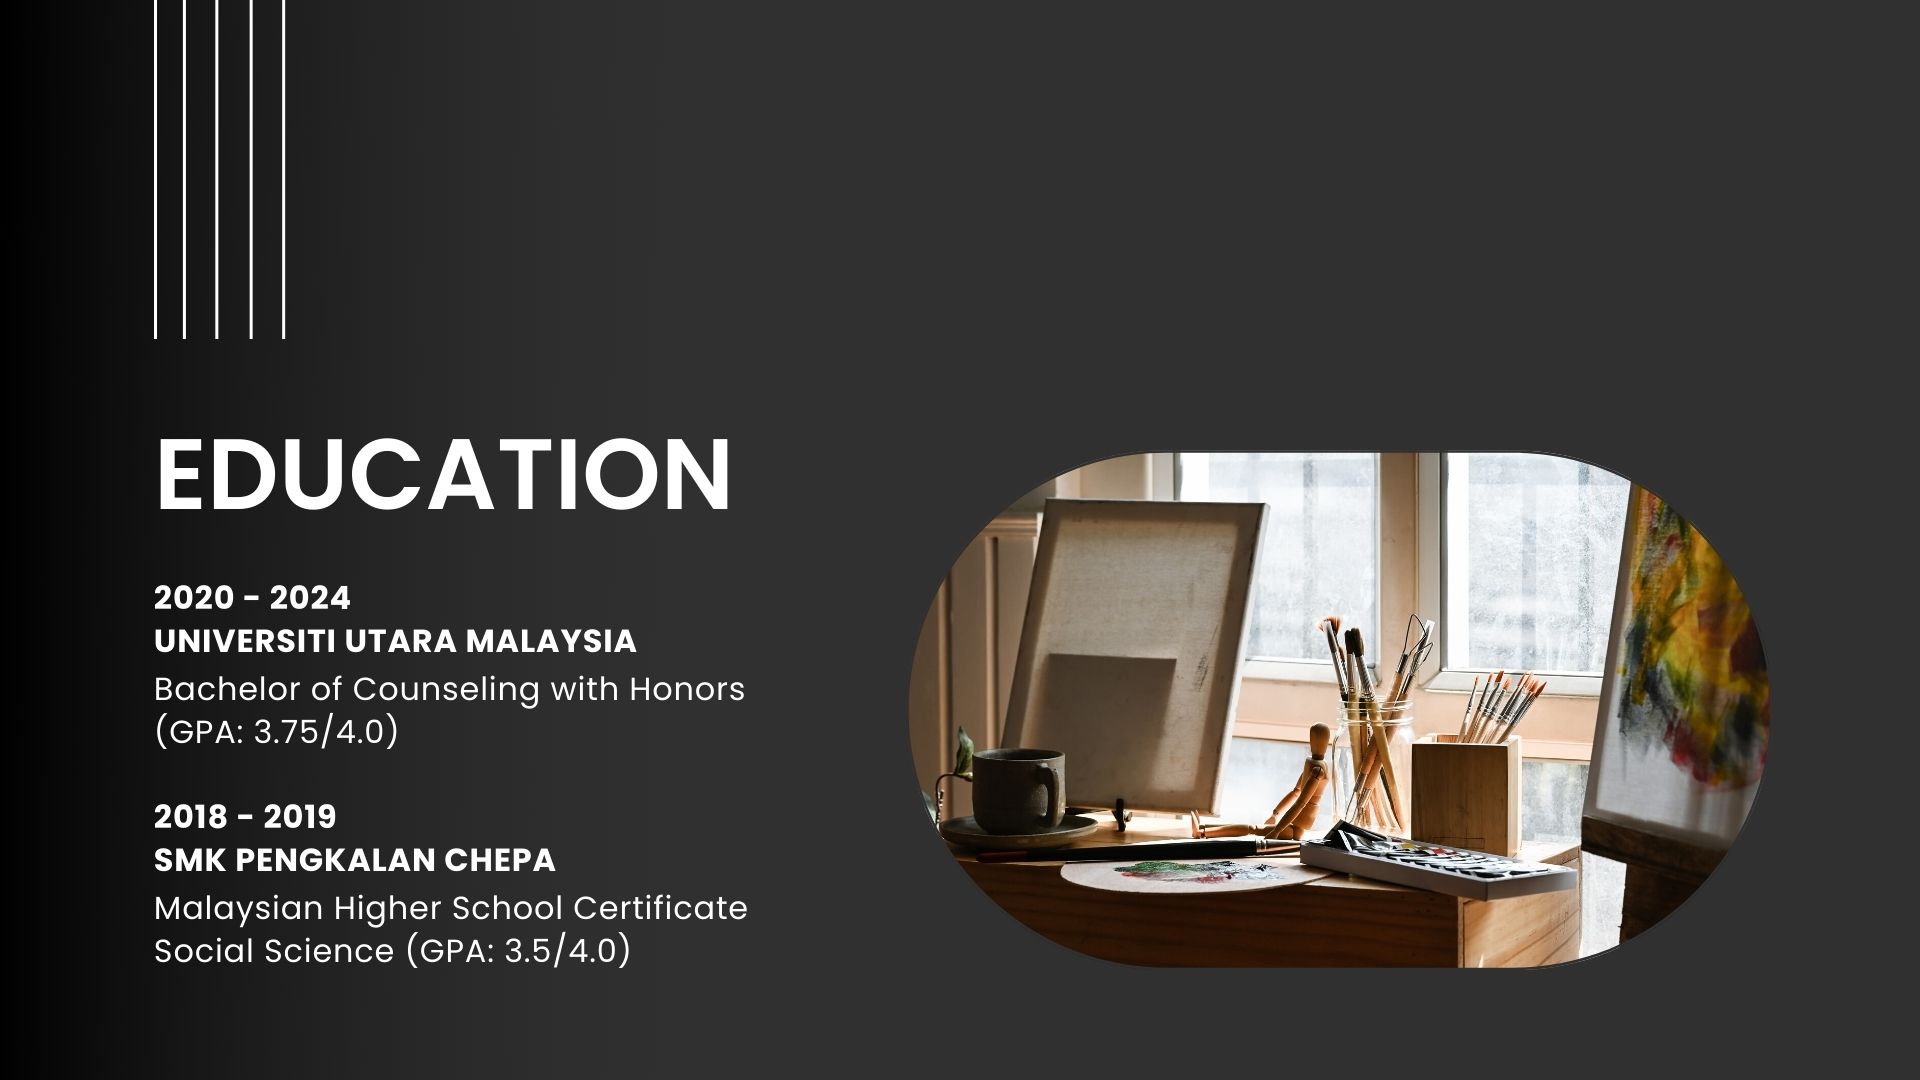 EDUCATION
2020 - 2024
UNIVERSITI UTARA MALAYSIA
Bachelor of Counseling with Honors
(GPA: 3.75/4.0)
2018 - 2019
SMK PENGKALAN CHEPA
Malaysian Higher School Certificate
Social Science (GPA: 3.5/4.0)